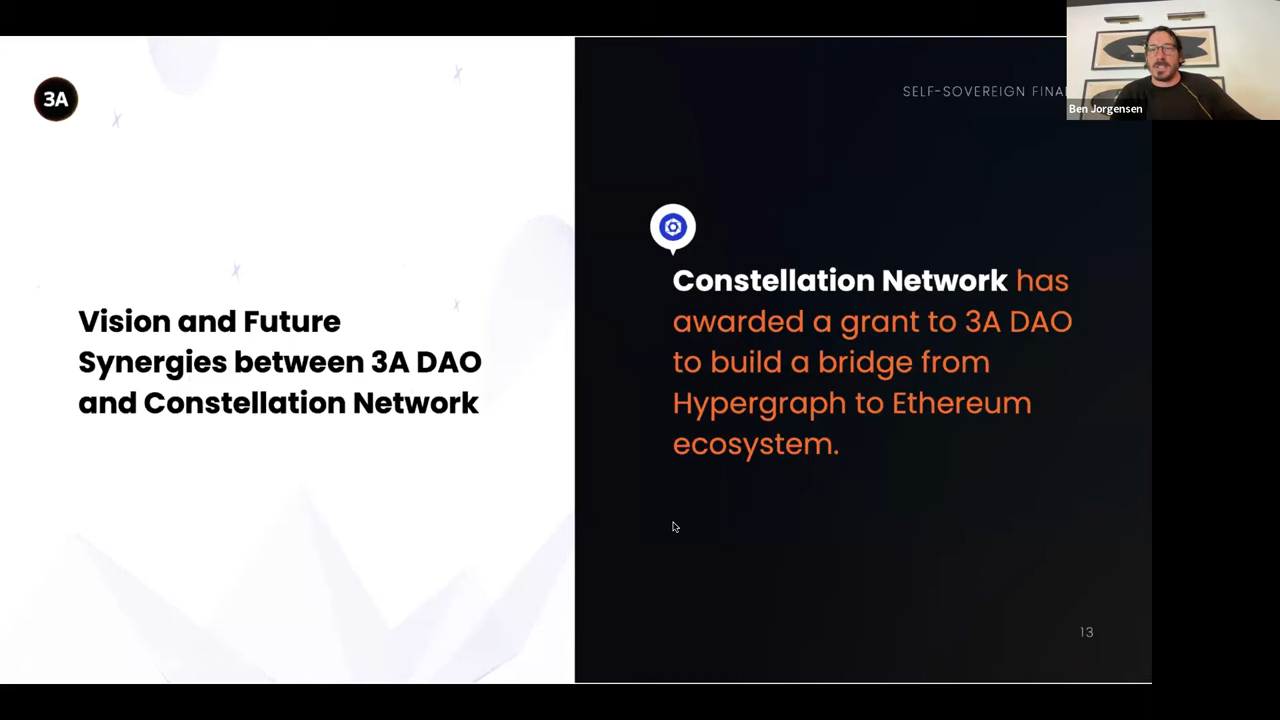 3A
SELF-SOVEREIGN FINA
Ben Jorgensen
Vision and Future
Synergies between 3A DAO
and Constellation Network
Constellation Network has
awarded a grant to 3A DAO
to build a bridge from
Hypergraph to Ethereum
ecosystem.
13